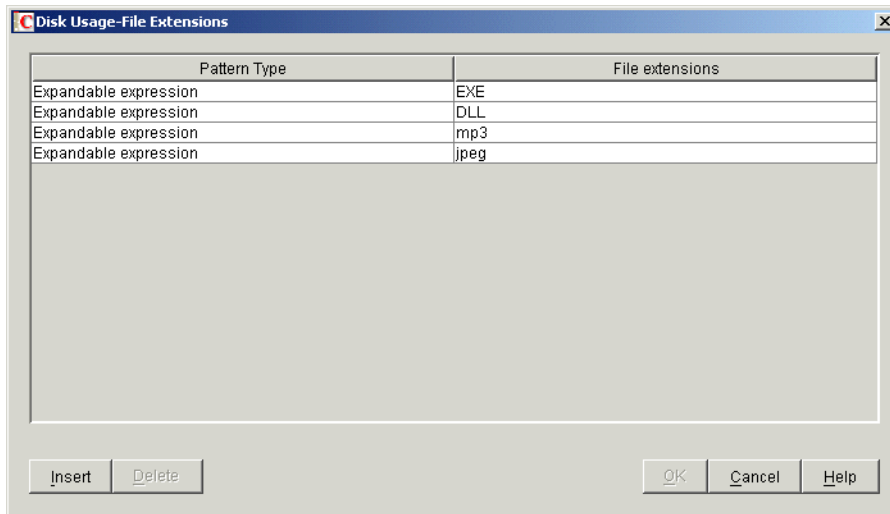 C Disk Usage-File Extensions
Pattern Type File extensions
Expandable expression EXE
Expandable expression DLL
Expandable expression mp3
Expandable expression jpeg
Insert Delete OK Cancel Help